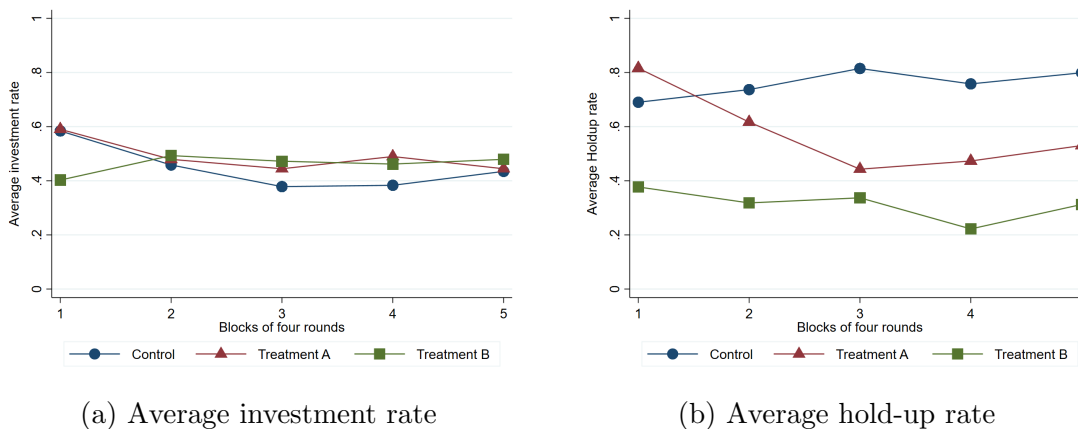 Average investment rate
1
.8
.6
.4
.2
0
1 2 3 4 5
Blocks of four rounds
Control Treatment A Treatment B
(a) Average investment rate
Average Holdup rate
1
.8
.6
.4
.2
0
1 2 3 4
Blocks of four rounds
Control Treatment A Treatment B
(b) Average hold-up rate